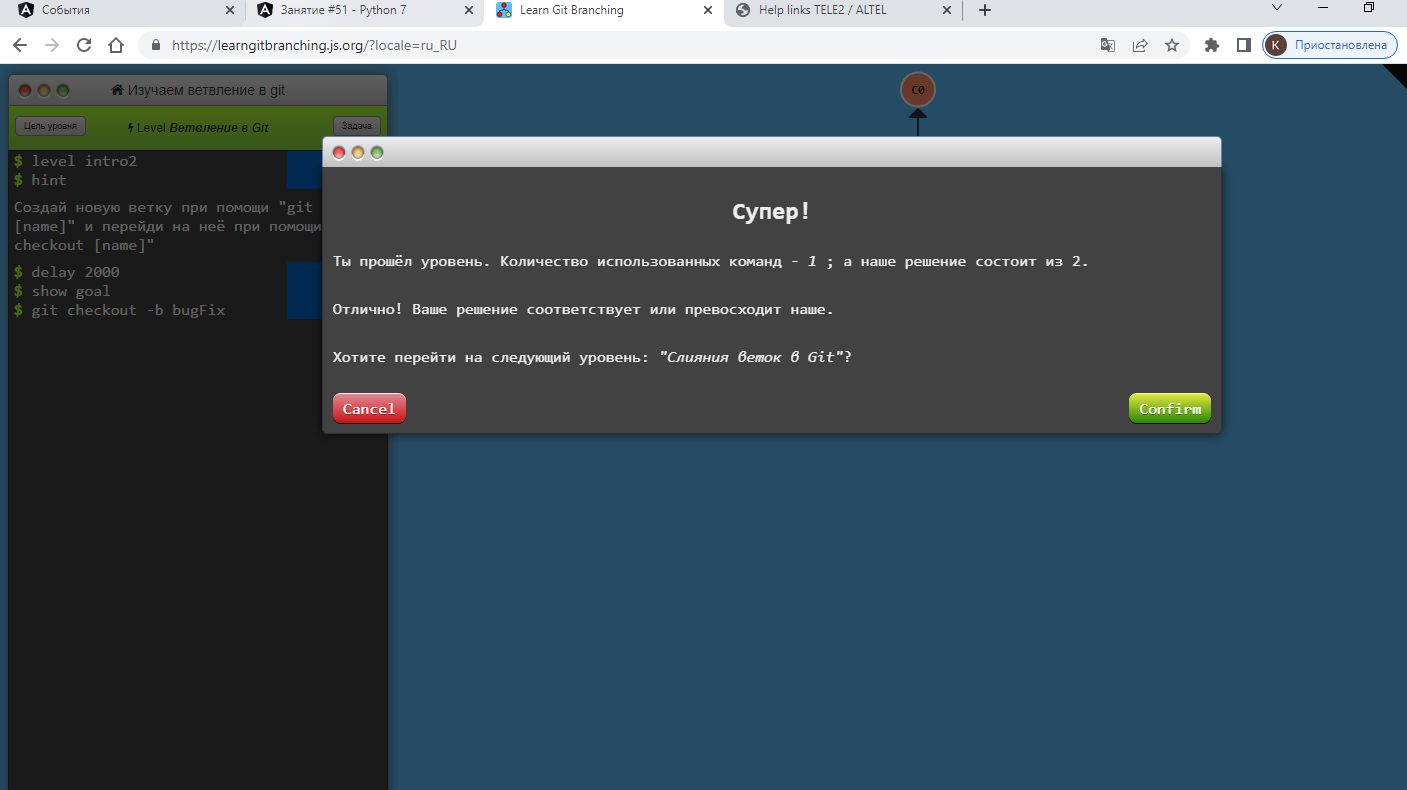 События
Занятие #51 - Python 7
Learn Git Branching
Help links TELE2 / ALTEL
https://learngitbranching.js.org/?locale=ru_RU
K
Приостановлена
Изучаем ветвление в git
Цель уровня
Level Ветвление в Git
Задача
$ level intro2
$ hint
Создай новую ветку при помощи "git
[name]" и перейди на неё при помощи
checkout [name]"
$ delay 2000
$ show goal
$ git checkout -b bugFix
C0
Супер!
Ты прошёл уровень. Количество использованных команд - 1 ; а наше решение состоит из 2.
Отлично! Ваше решение соответствует или превосходит наше.
Хотите перейти на следующий уровень: "Слияния веток в Git"?
Cancel
Confirm